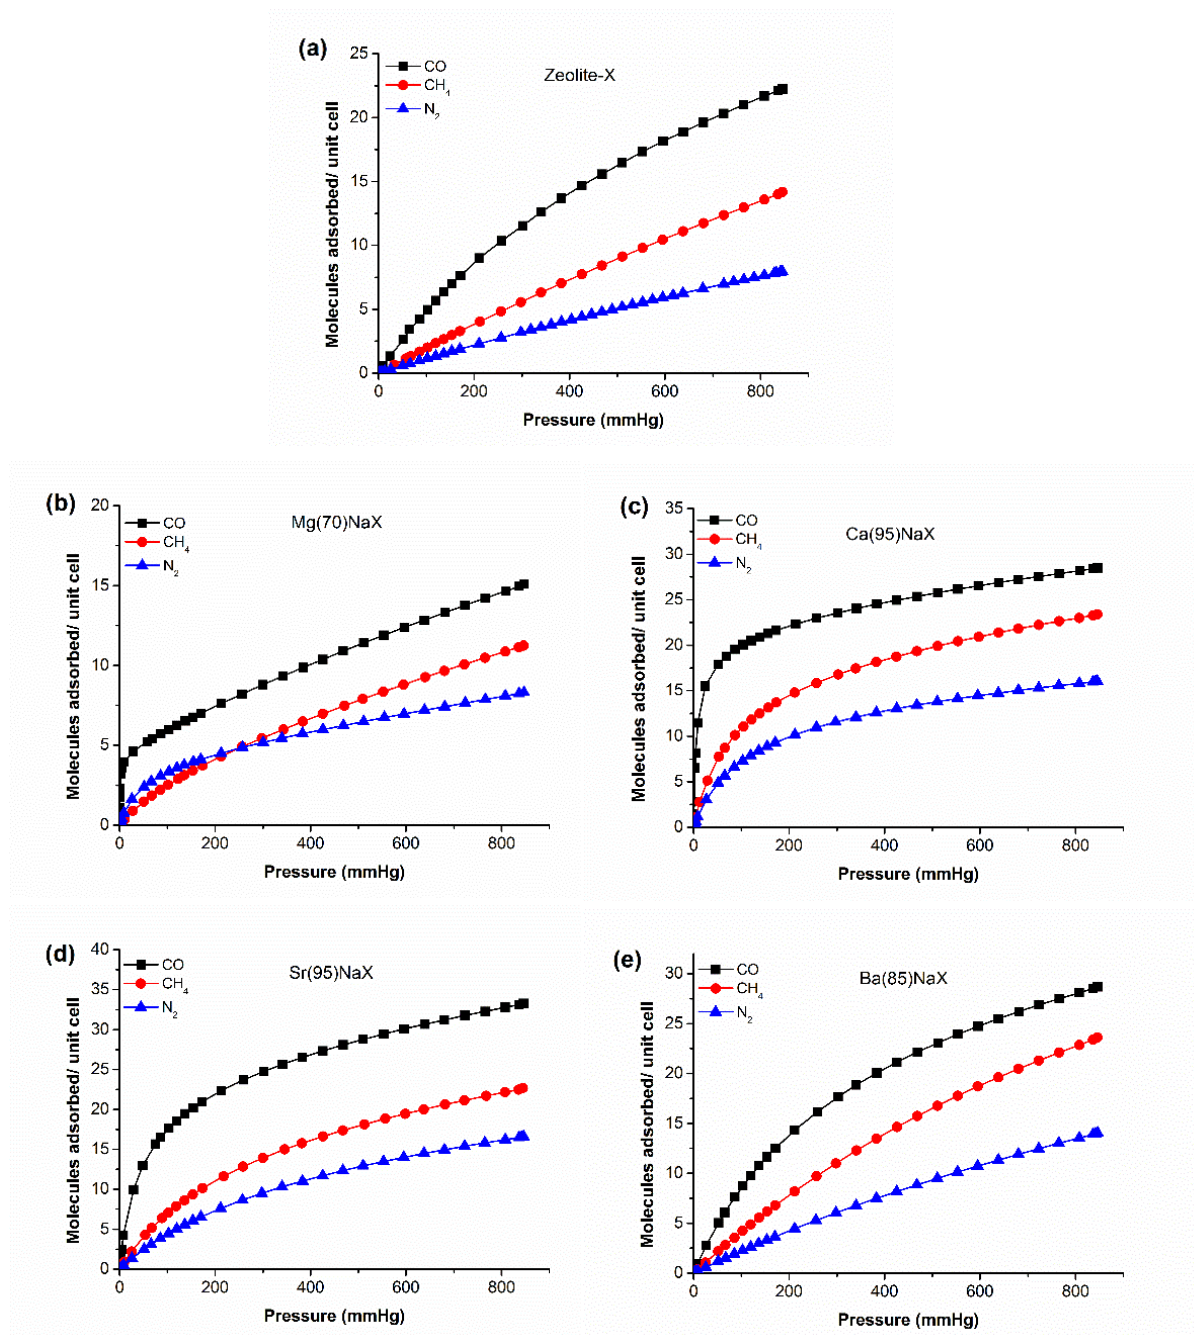 (a)
Zeolite-X
CO
CH4
N2
25
20
15
10
5
0
0 200 400 600 800
Molecules adsorbed/ unit cell
Pressure (mmHg)
(b)
Mg(70)NaX
CO
CH4
N2
20
15
10
5
0
0 200 400 600 800
Molecules adsorbed/ unit cell
Pressure (mmHg)
(c)
Ca(95)NaX
CO
CH4
N2
35
30
25
20
15
10
5
0
0 200 400 600 800
Molecules adsorbed/ unit cell
Pressure (mmHg)
(d)
Sr(95)NaX
CO
CH4
N2
40
35
30
25
20
15
10
5
0
0 200 400 600 800
Molecules adsorbed/ unit cell
Pressure (mmHg)
(e)
Ba(85)NaX
CO
CH4
N2
30
25
20
15
10
5
0
0 200 400 600 800
Molecules adsorbed/ unit cell
Pressure (mmHg)